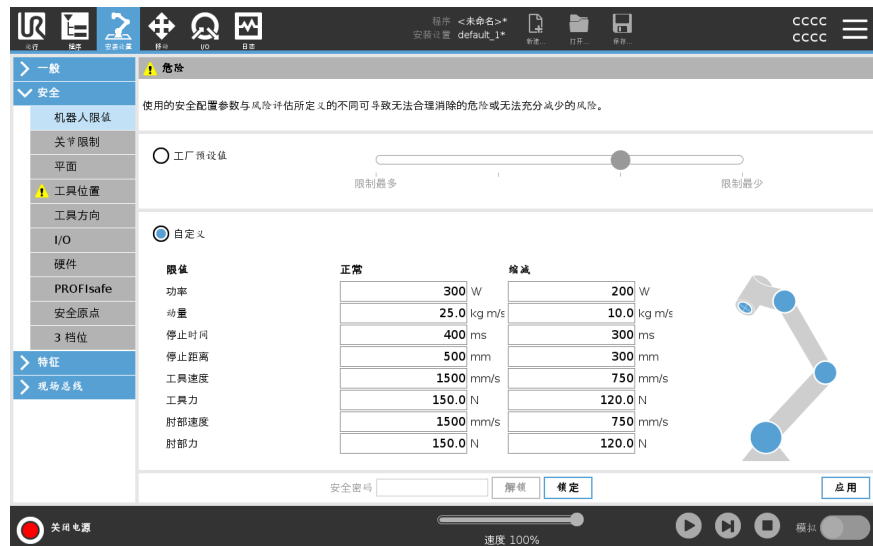 程序 <未命名>*
安装设置 default_1*
运行 程序 安装设置 移动 I/O 日志 新建... 打开... 保存...
cccc
cccc
一般
安全
机器人限值
关节限制
平面
工具位置
工具方向
I/O
硬件
PROFIsafe
安全原点
3 档位
特征
现场总线
危险
使用的安全配置参数与风险评估所定义的不同可导致无法合理消除的危险或无法充分减少的风险。
工厂预设值
限制最多 限制最少
自定义
限值 正常 缩减
功率 300 W 200 W
动量 25.0 kg m/s 10.0 kg m/s
停止时间 400 ms 300 ms
停止距离 500 mm 300 mm
工具速度 1500 mm/s 750 mm/s
工具力 150.0 N 120.0 N
肘部速度 1500 mm/s 750 mm/s
肘部力 150.0 N 120.0 N
安全密码 解锁 锁定 应用
关闭电源 速度 100% 模拟